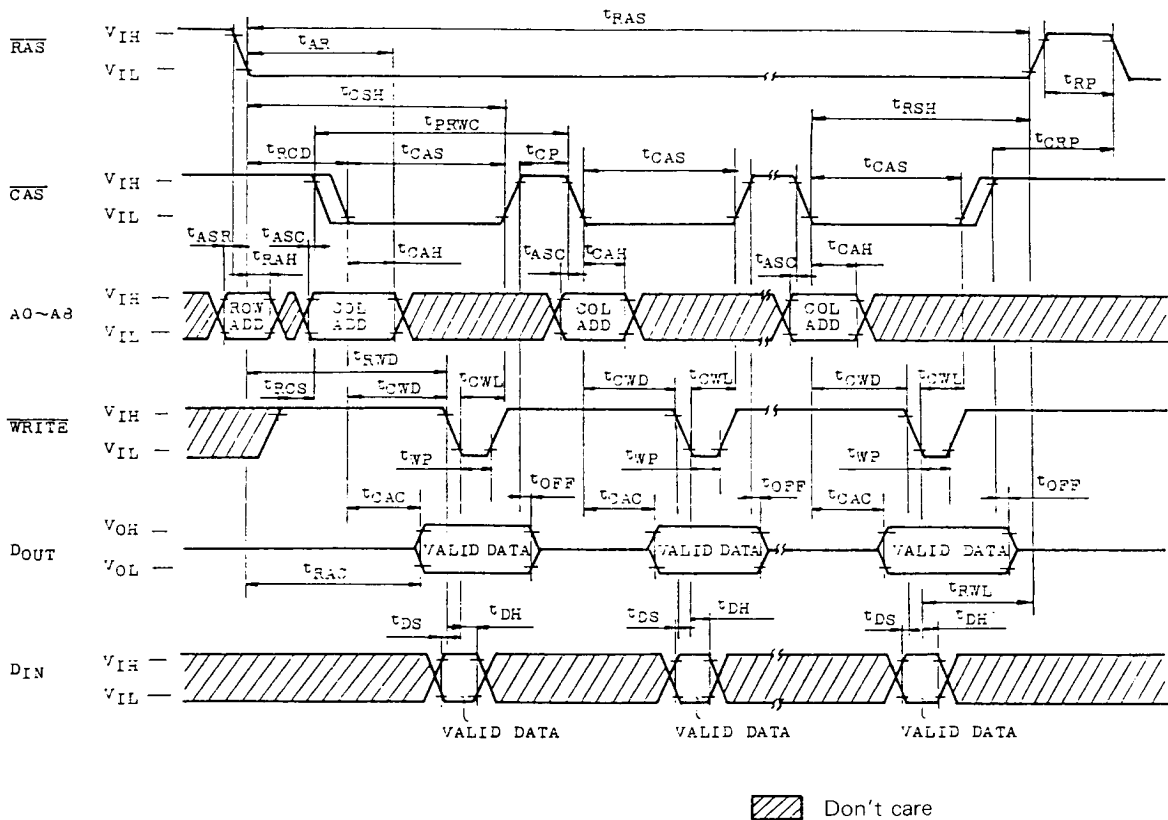 tRAS
RAS VIH
tAR
VIL
tRP
tCSH
tRSH
tPRWC
tCRP
tRCD tCAS tCP tCAS tCAS
CAS VIH
VIL
tASR tASC tCAH tASC tCAH tASC tCAH
tRAH
A0~A8 VIH
ROW ADD COL ADD COL ADD COL ADD
VIL
tRWD tCWL
tRCS tCWD tCWD tCWL tCWD tCWL
WRITE VIH
VIL
tWP tWP tWP
tOFF tOFF tOFF
tCAC tCAC tCAC
DOUT VOH
VALID DATA VALID DATA VALID DATA
VOL
tRAC tRWL
tDS tDH tDS tDH tDS tDH
DIN VIH
VIL
VALID DATA VALID DATA VALID DATA
Don't care